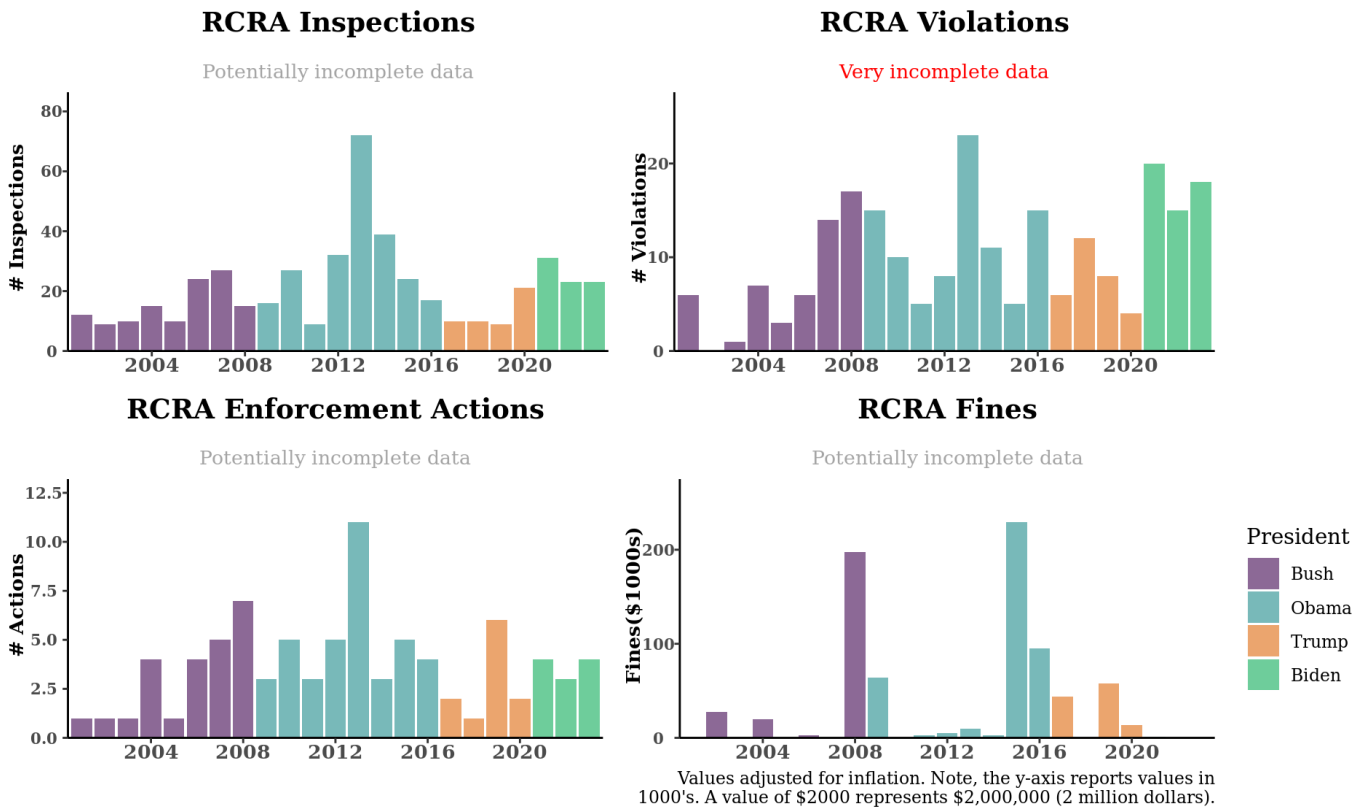 RCRA Inspections
Potentially incomplete data
# Inspections
80
60
40
20
0
2004 2008 2012 2016 2020
RCRA Violations
Very incomplete data
# Violations
20
10
0
2004 2008 2012 2016 2020
RCRA Enforcement Actions
Potentially incomplete data
# Actions
12.5
10.0
7.5
5.0
2.5
0.0
2004 2008 2012 2016 2020
RCRA Fines
Potentially incomplete data
Fines($1000s)
200
100
0
2004 2008 2012 2016 2020
Values adjusted for inflation. Note, the y-axis reports values in
1000's. A value of $2000 represents $2,000,000 (2 million dollars).
President
Bush
Obama
Trump
Biden